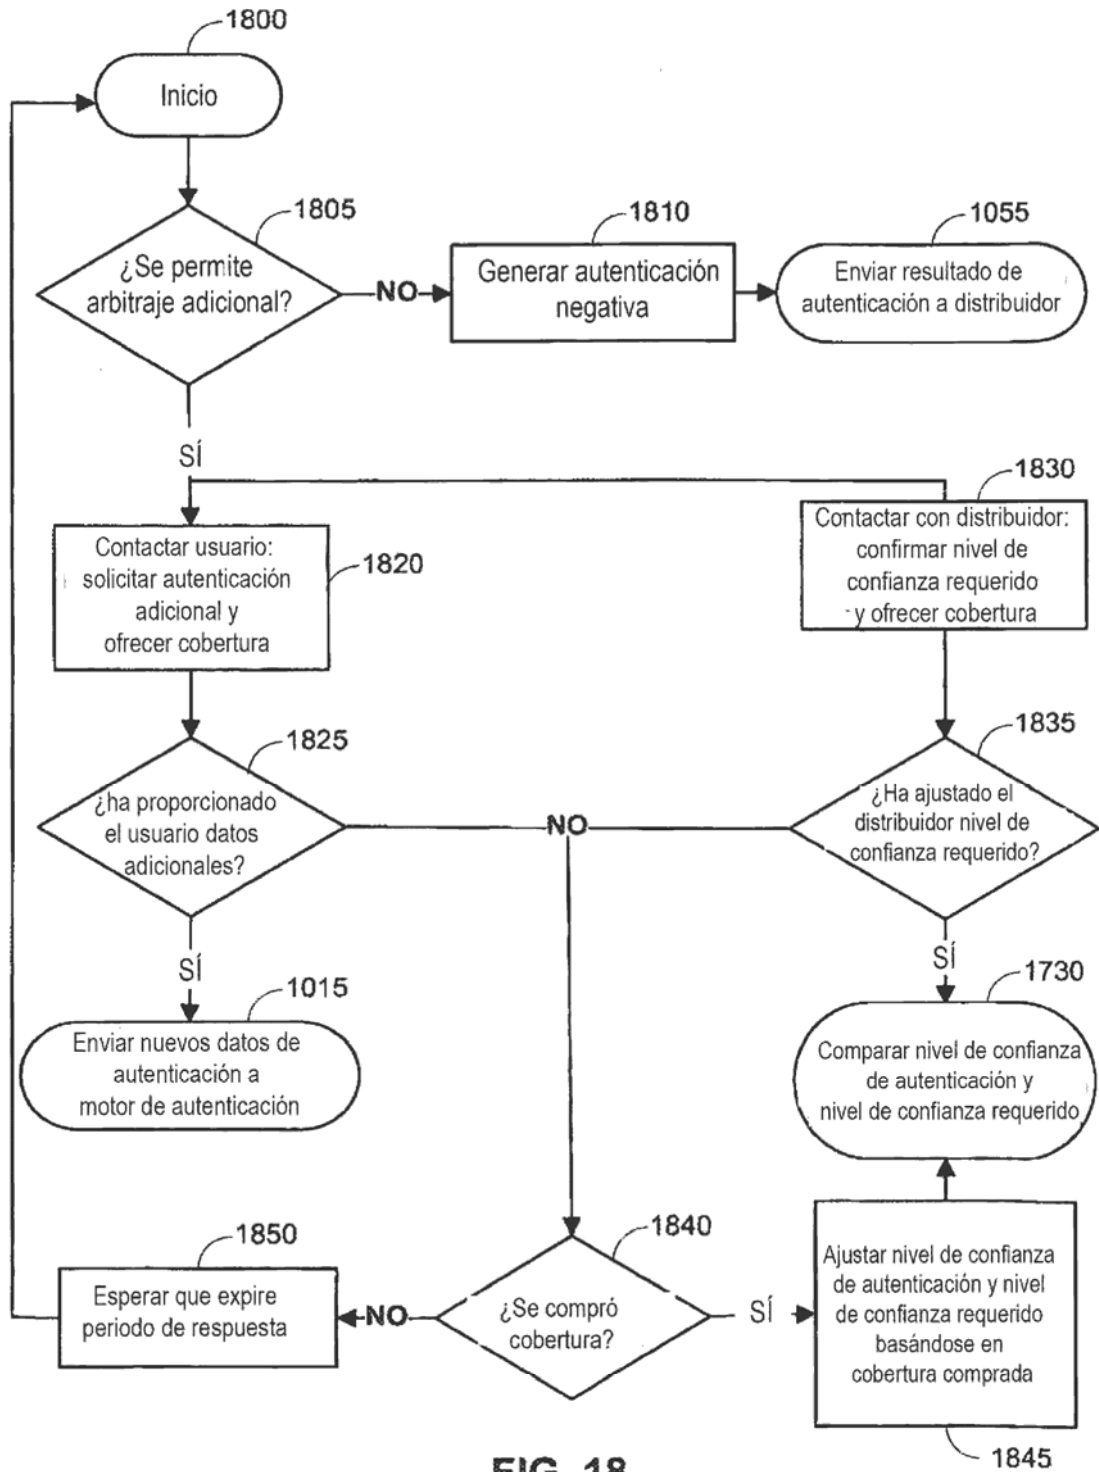 1800
Inicio
1805
¿Se permite
arbitraje adicional?
NO
1810
Generar autenticación
negativa
1055
Enviar resultado de
autenticación a distribuidor
SÍ
Contactar usuario:
solicitar autenticación
adicional y
ofrecer cobertura
1820
1830
Contactar con distribuidor:
confirmar nivel de
confianza requerido
y ofrecer cobertura
1825
¿ha proporcionado
el usuario datos
adicionales?
NO
1835
¿Ha ajustado el
distribuidor nivel de
confianza requerido?
SÍ
1015
Enviar nuevos datos de
autenticación a
motor de autenticación
SÍ
1730
Comparar nivel de confianza
de autenticación y
nivel de confianza requerido
1850
Esperar que expire
periodo de respuesta
NO
1840
¿Se compró
cobertura?
SÍ
Ajustar nivel de confianza
de autenticación y nivel
de confianza requerido
basándose en
cobertura comprada
1845
FIG. 18